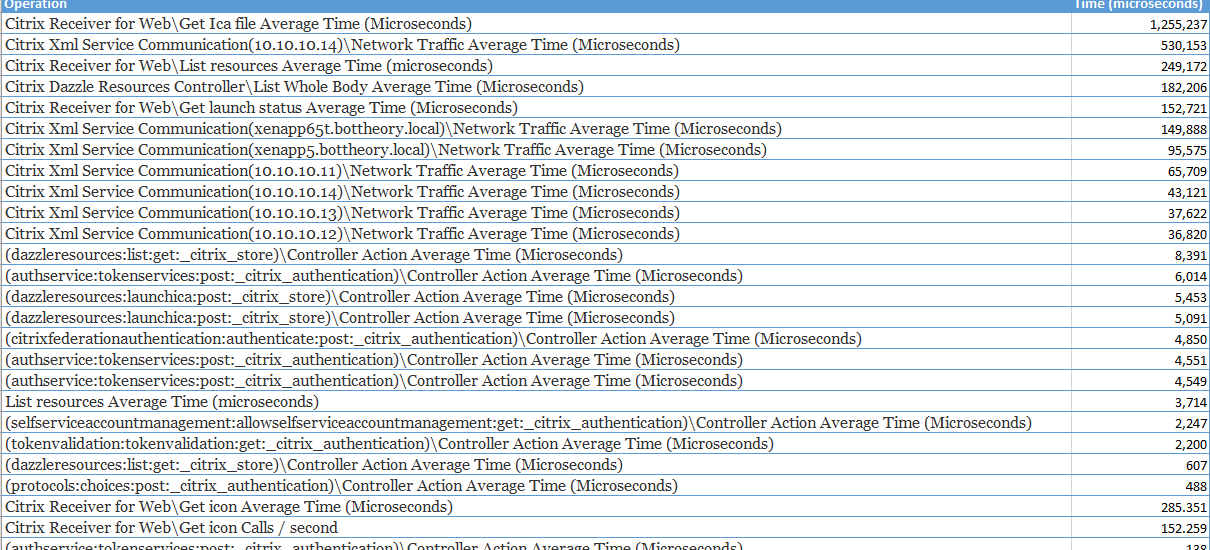 Operation Time (microseconds)
Citrix Receiver for Web\Get Ica file Average Time (Microseconds) 1,255,237
Citrix Xml Service Communication(10.10.10.14)\Network Traffic Average Time (Microseconds) 530,153
Citrix Receiver for Web\List resources Average Time (microseconds) 249,172
Citrix Dazzle Resources Controller\List Whole Body Average Time (Microseconds) 182,206
Citrix Receiver for Web\Get launch status Average Time (Microseconds) 152,721
Citrix Xml Service Communication(xenapp65t.bottheory.local)\Network Traffic Average Time (Microseconds) 149,888
Citrix Xml Service Communication(xenapp5.bottheory.local)\Network Traffic Average Time (Microseconds) 95,575
Citrix Xml Service Communication(10.10.10.11)\Network Traffic Average Time (Microseconds) 65,709
Citrix Xml Service Communication(10.10.10.14)\Network Traffic Average Time (Microseconds) 43,121
Citrix Xml Service Communication(10.10.10.13)\Network Traffic Average Time (Microseconds) 37,622
Citrix Xml Service Communication(10.10.10.12)\Network Traffic Average Time (Microseconds) 36,820
(dazzleresources:list:get:_citrix_store)\Controller Action Average Time (Microseconds) 8,391
(authservice:tokenservices:post:_citrix_authentication)\Controller Action Average Time (Microseconds) 6,014
(dazzleresources:launchica:post:_citrix_store)\Controller Action Average Time (Microseconds) 5,453
(dazzleresources:launchica:post:_citrix_store)\Controller Action Average Time (Microseconds) 5,091
(citrixfederationauthentication:authenticate:post:_citrix_authentication)\Controller Action Average Time (Microseconds) 4,850
(authservice:tokenservices:post:_citrix_authentication)\Controller Action Average Time (Microseconds) 4,551
(authservice:tokenservices:post:_citrix_authentication)\Controller Action Average Time (Microseconds) 4,549
List resources Average Time (microseconds) 3,714
(selfserviceaccountmanagement:allowselfserviceaccountmanagement:get:_citrix_authentication)\Controller Action Average Time (Microseconds) 2,247
(tokenvalidation:tokenvalidation:get:_citrix_authentication)\Controller Action Average Time (Microseconds) 2,200
(dazzleresources:list:get:_citrix_store)\Controller Action Average Time (Microseconds) 607
(protocols:choices:post:_citrix_authentication)\Controller Action Average Time (Microseconds) 488
Citrix Receiver for Web\Get icon Average Time (Microseconds) 285.351
Citrix Receiver for Web\Get icon Calls / second 152.259
(authservice:tokenservices:post:_citrix_authentication)\Controller Action Average Time (Microseconds) 138